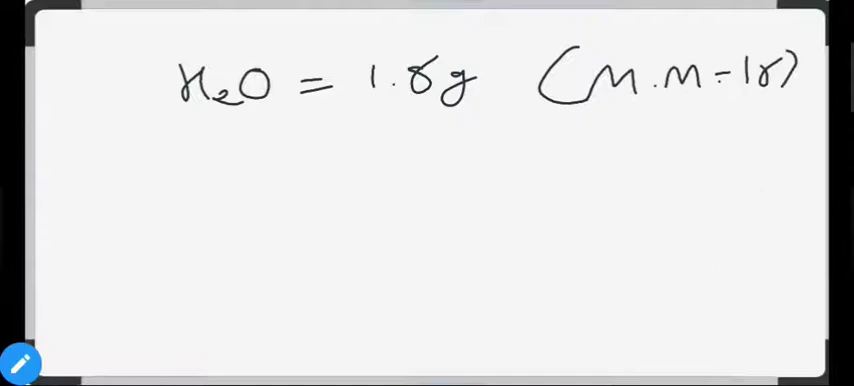 H₂O = 1.8g (M.M = 18)